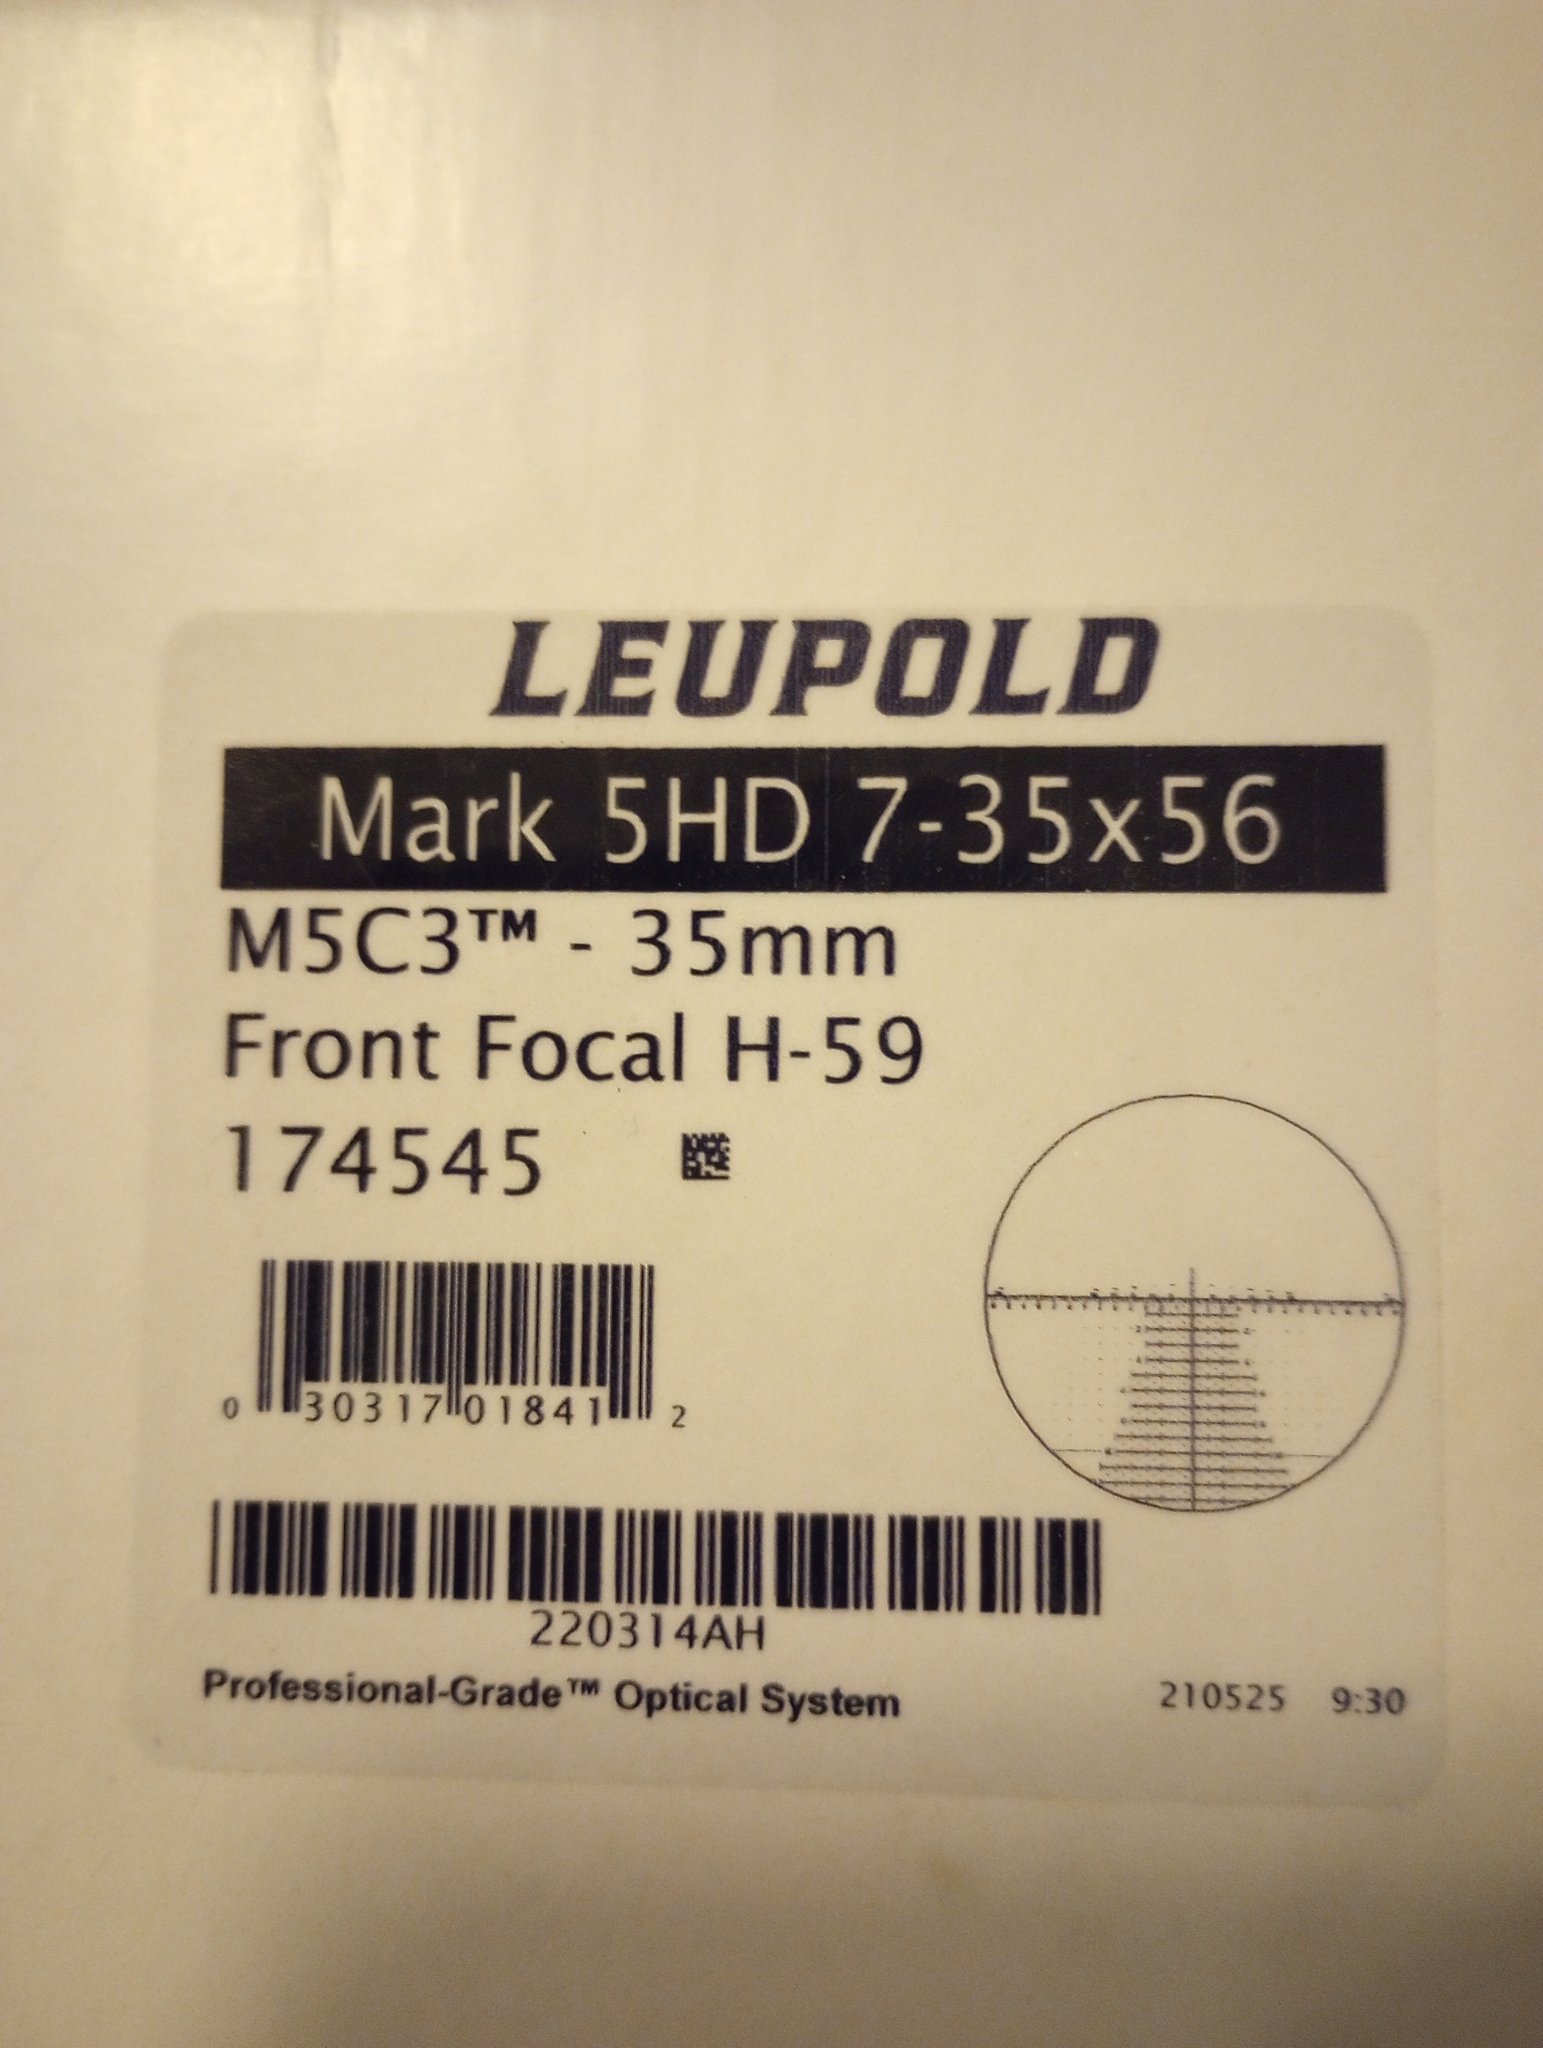 LEUPOLD
Mark 5HD 7-35x56
M5C3™ - 35mm
Front Focal H-59
174545
0 30317 01841 2
220314AH
Professional-Grade™ Optical System 210525 9:30